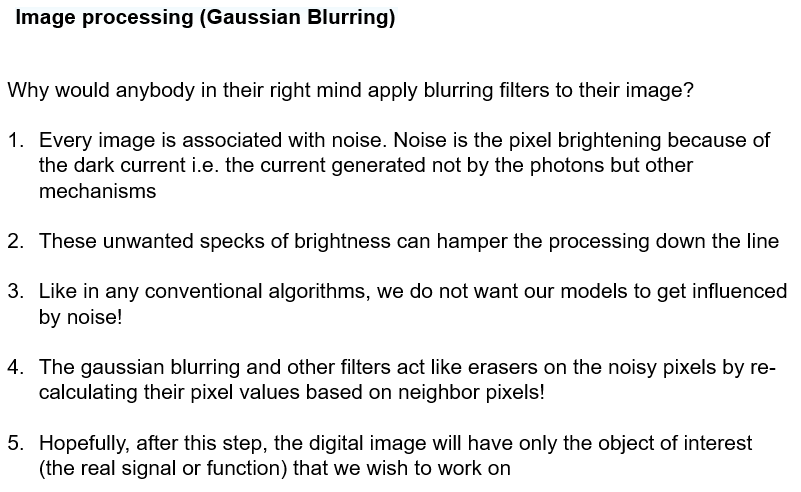 Image processing (Gaussian Blurring)
Why would anybody in their right mind apply blurring filters to their image?
1. Every image is associated with noise. Noise is the pixel brightening because of
the dark current i.e. the current generated not by the photons but other
mechanisms
2. These unwanted specks of brightness can hamper the processing down the line
3. Like in any conventional algorithms, we do not want our models to get influenced
by noise!
4. The gaussian blurring and other filters act like erasers on the noisy pixels by re-
calculating their pixel values based on neighbor pixels!
5. Hopefully, after this step, the digital image will have only the object of interest
(the real signal or function) that we wish to work on